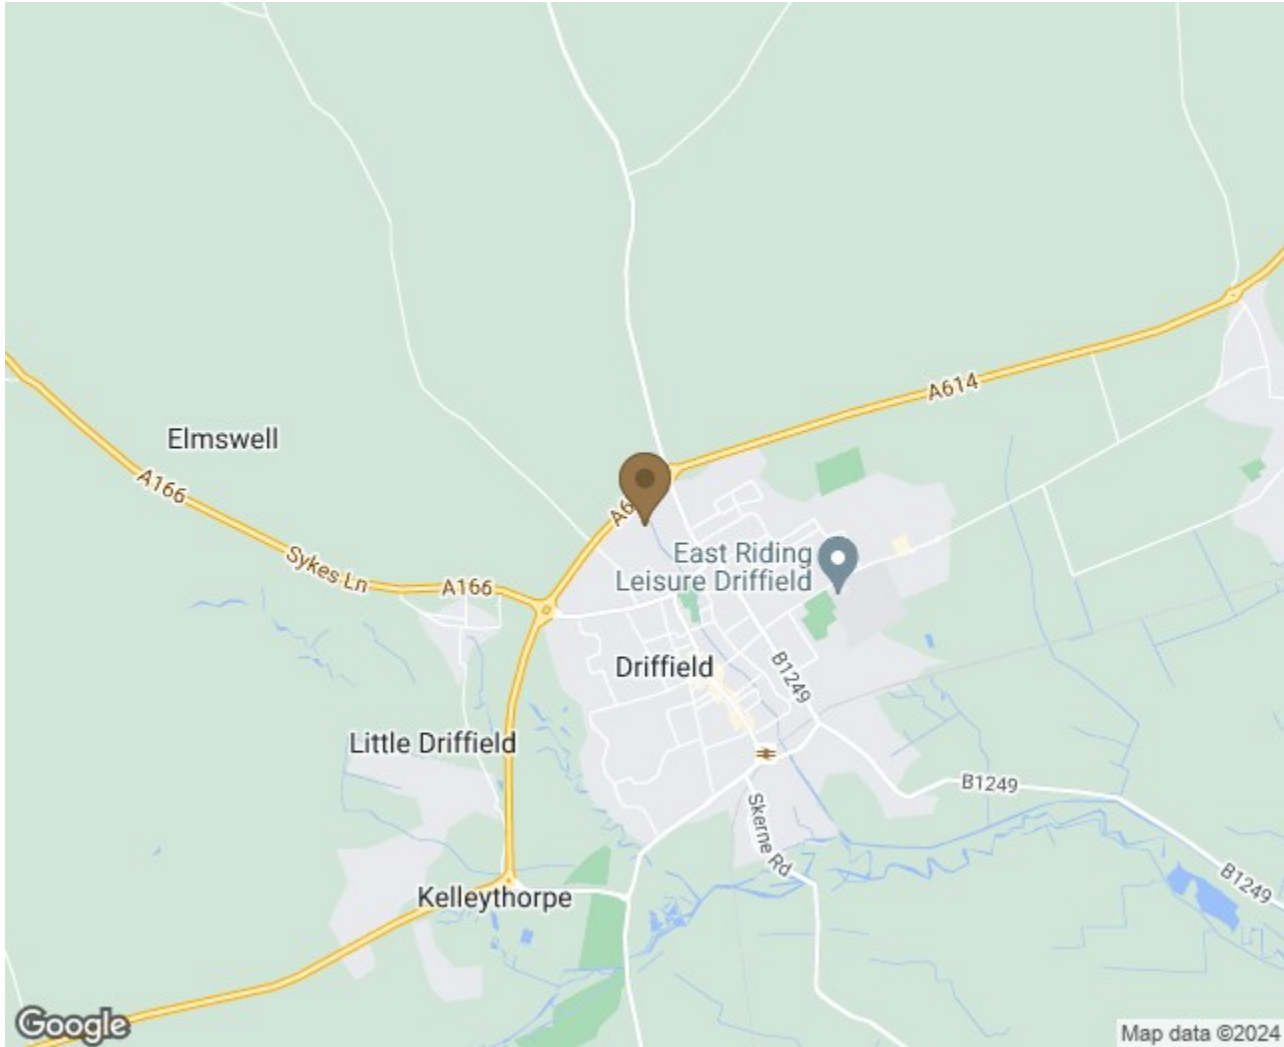 A614
Elmswell
A166
A6
East Riding
Leisure Driffield
Sykes Ln
A166
Driffield
B1249
Little Driffield
B1249
Skerne Rd
B1249
Kelleythorpe
Google
Map data ©2024